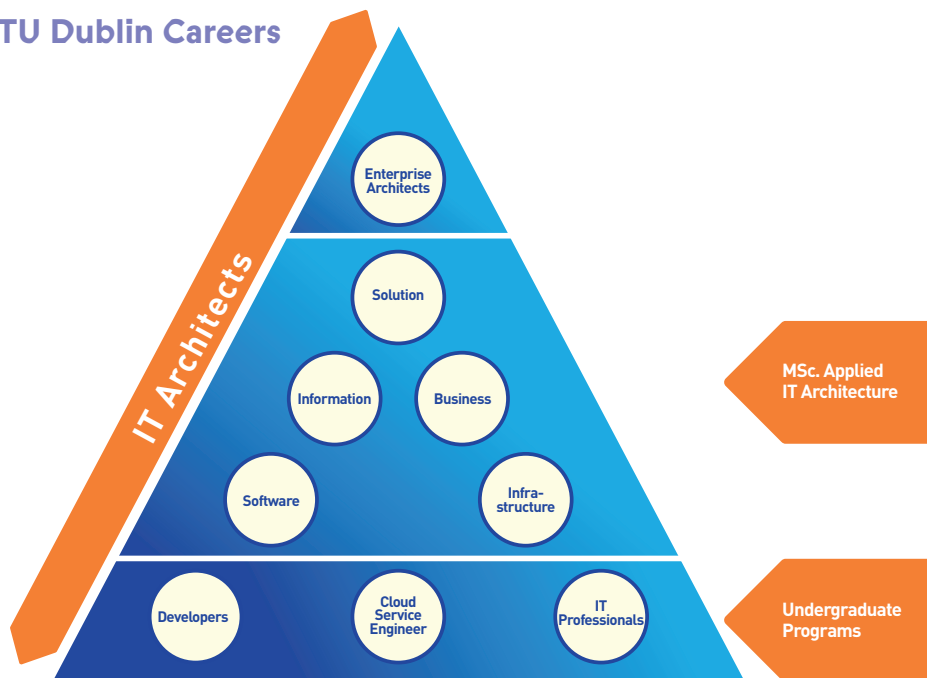 TU Dublin Careers
IT Architects
Enterprise
Architects
Solution
Information
Business
MSc. Applied
IT Architecture
Software
Infra-
structure
Developers
Cloud
Service
Engineer
IT
Professionals
Undergraduate
Programs